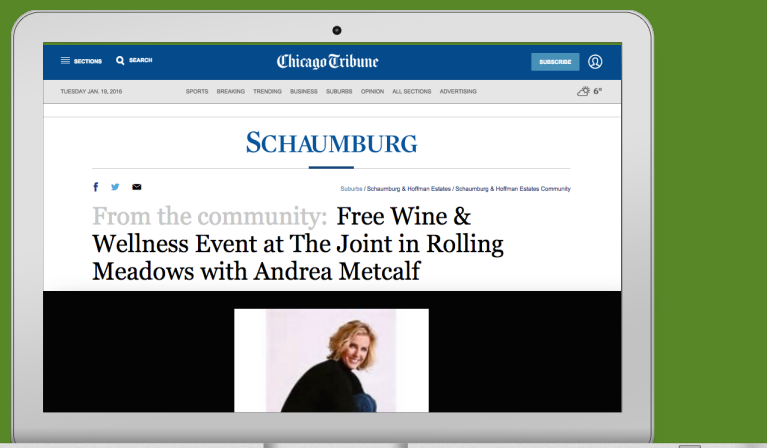 SECTIONS SEARCH Chicago Tribune SUBSCRIBE
TUESDAY JAN. 19, 2016 SPORTS BREAKING TRENDING BUSINESS SUBURBS OPINION ALL SECTIONS ADVERTISING 6°
SCHAUMBURG
Suburbs / Schaumburg & Hoffman Estates / Schaumburg & Hoffman Estates Community
From the community: Free Wine &
Wellness Event at The Joint in Rolling
Meadows with Andrea Metcalf